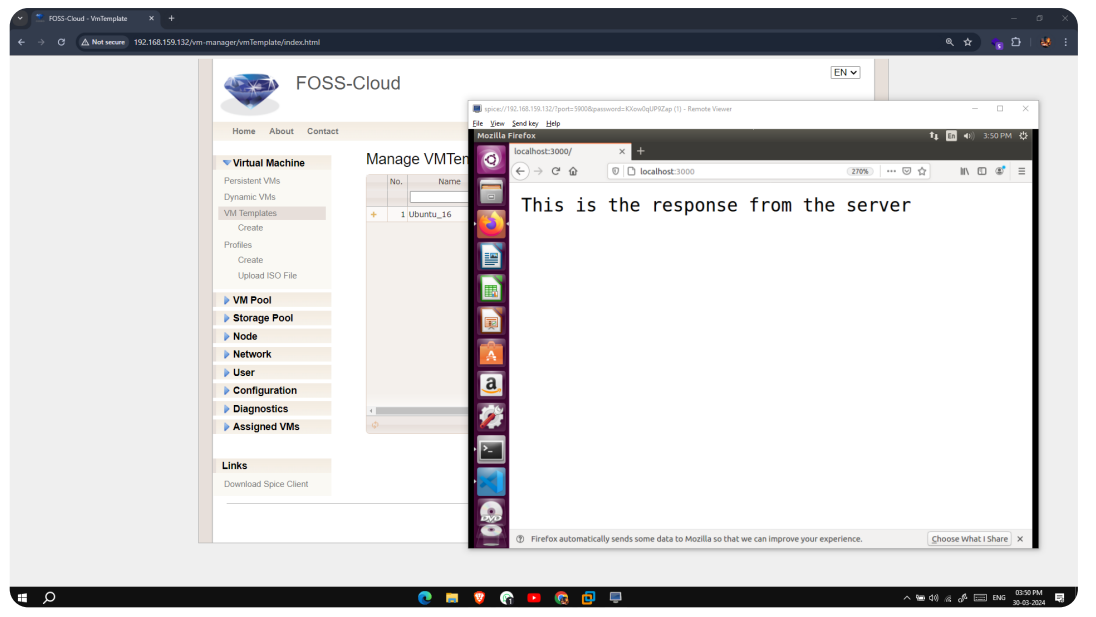 FOSS-Cloud - VmTemplate
Not secure 192.168.159.132/vm-manager/vmTemplate/index.html
FOSS-Cloud
EN
Home About Contact
Virtual Machine
Persistent VMs
Dynamic VMs
VM Templates
Create
Profiles
Create
Upload ISO File
VM Pool
Storage Pool
Node
Network
User
Configuration
Diagnostics
Assigned VMs
Links
Download Spice Client
Manage VMTem
No. Name
1 Ubuntu_16
(1) - Remote Viewer
File View Send key Help
Mozilla Firefox
En 3:50 PM
localhost:3000/
localhost:3000 270%
This is the response from the server
Firefox automatically sends some data to Mozilla so that we can improve your experience. Choose What I Share
ENG
03:50 PM
30-03-2024